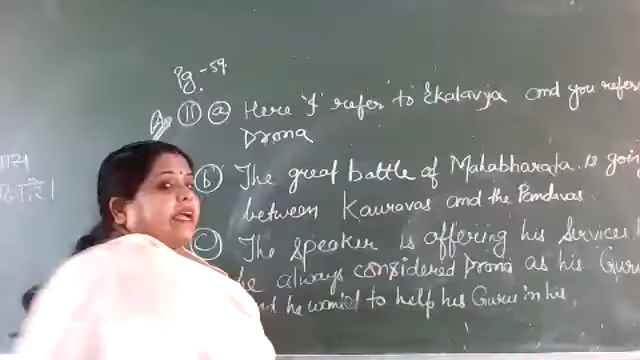 Pg. - 59
(11) (a) Here 'I' refer to Ekalavya and you refer
Drona
(b) The great battle of Mahabharata is going
between Kauravas and the Pandavas
(c) The speaker is offering his services
he always considered Drona as his Guru
and he wanted to help his Guru in his